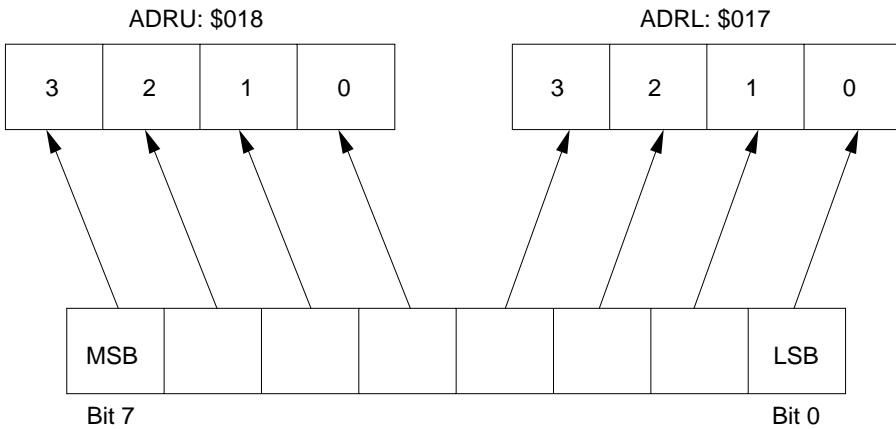 ADRU: $018 ADRL: $017
3 2 1 0 3 2 1 0
MSB LSB
Bit 7 Bit 0